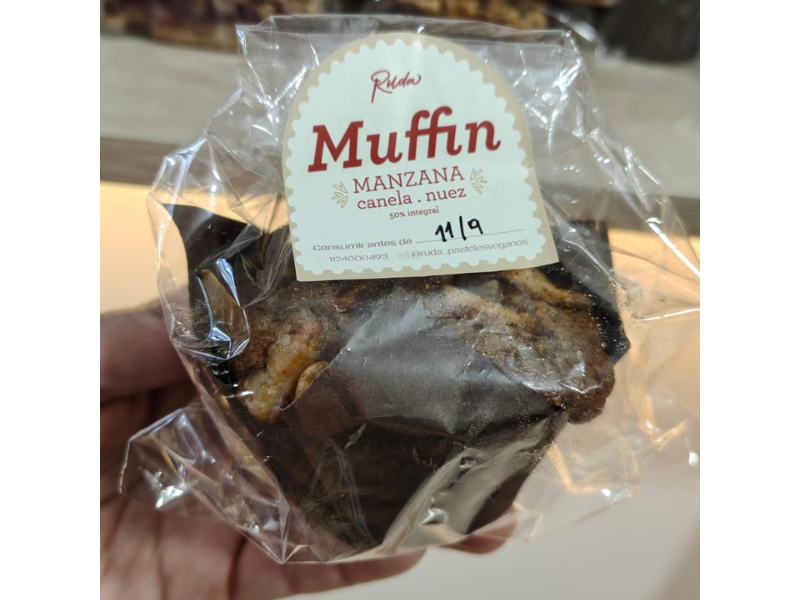 Ruda
Muffin
MANZANA
canela . nuez
50% integral
Consumir antes de 11/9
1124000493 @ruda_pastelesveganos